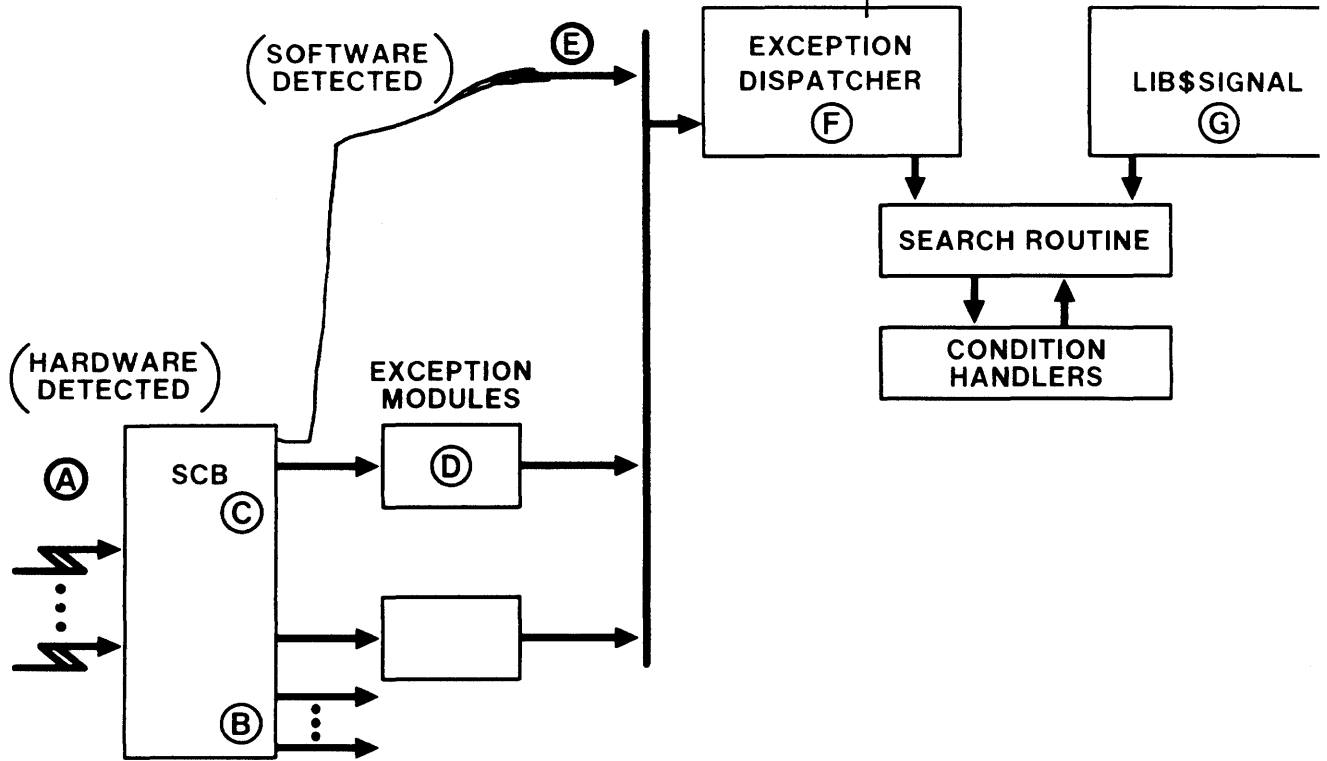 (SOFTWARE
DETECTED)
E
EXCEPTION
DISPATCHER
F
LIB$SIGNAL
G
SEARCH ROUTINE
CONDITION
HANDLERS
(HARDWARE
DETECTED)
EXCEPTION
MODULES
A
SCB
C
D
B